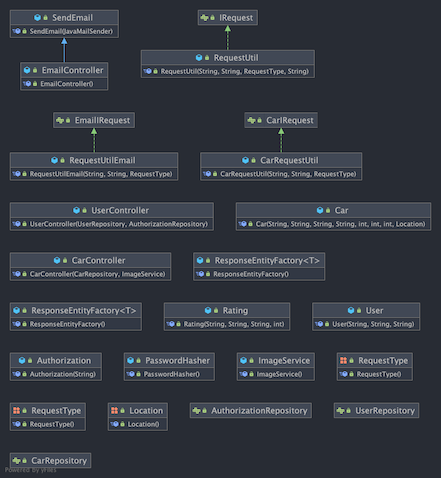 SendEmail
IRequest
SendEmail(JavaMailSender)
EmailController
RequestUtil
EmailController()
RequestUtil(String, String, RequestType, String)
EmailIRequest
CarIRequest
RequestUtilEmail
CarRequestUtil
RequestUtilEmail(String, String, RequestType)
CarRequestUtil(String, String, RequestType)
UserController
Car
UserController(UserRepository, AuthorizationRepository)
Car(String, String, String, String, int, int, int, Location)
CarController
ResponseEntityFactory<T>
CarController(CarRepository, ImageService)
ResponseEntityFactory()
ResponseEntityFactory<T>
Rating
User
ResponseEntityFactory()
Rating(String, String, String, int)
User(String, String, String)
Authorization
PasswordHasher
ImageService
RequestType
Authorization(String)
PasswordHasher()
ImageService()
RequestType()
RequestType
Location
AuthorizationRepository
UserRepository
RequestType()
Location()
CarRepository
Powered by yFiles